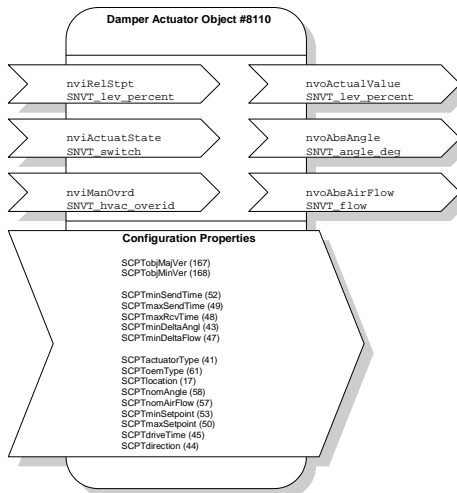 Damper Actuator Object #8110
nviRelStpt
SNVT_lev_percent
nvoActualValue
SNVT_lev_percent
nviActuatState
SNVT_switch
nvoAbsAngle
SNVT_angle_deg
nviManOvrd
SNVT_hvac_overid
nvoAbsAirFlow
SNVT_flow
Configuration Properties
SCPTobjMajVer (167)
SCPTobjMinVer (168)
SCPTminSendTime (52)
SCPTmaxSendTime (49)
SCPTmaxRcvTime (48)
SCPTminDeltaAngl (43)
SCPTminDeltaFlow (47)
SCPTactuatorType (41)
SCPToemType (61)
SCPTlocation (17)
SCPTnomAngle (58)
SCPTnomAirFlow (57)
SCPTminSetpoint (53)
SCPTmaxSetpoint (50)
SCPTdriveTime (45)
SCPTdirection (44)